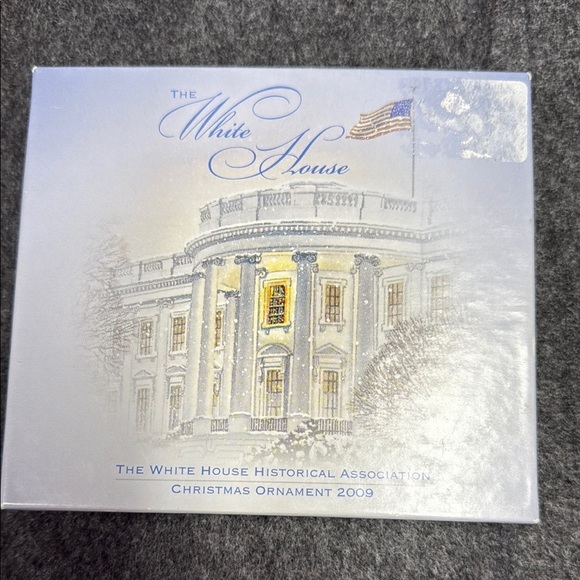 THE
White
House
THE WHITE HOUSE HISTORICAL ASSOCIATION
CHRISTMAS ORNAMENT 2009